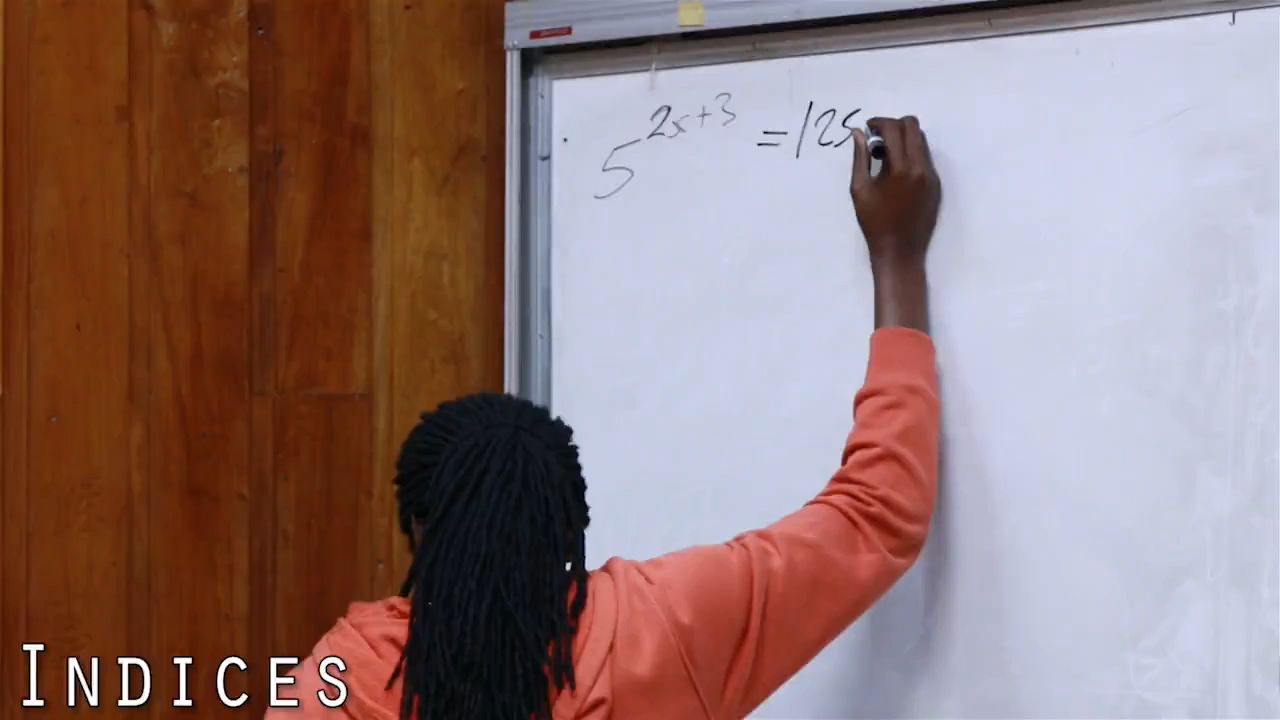 5^{2x+3} = 125
INDICES